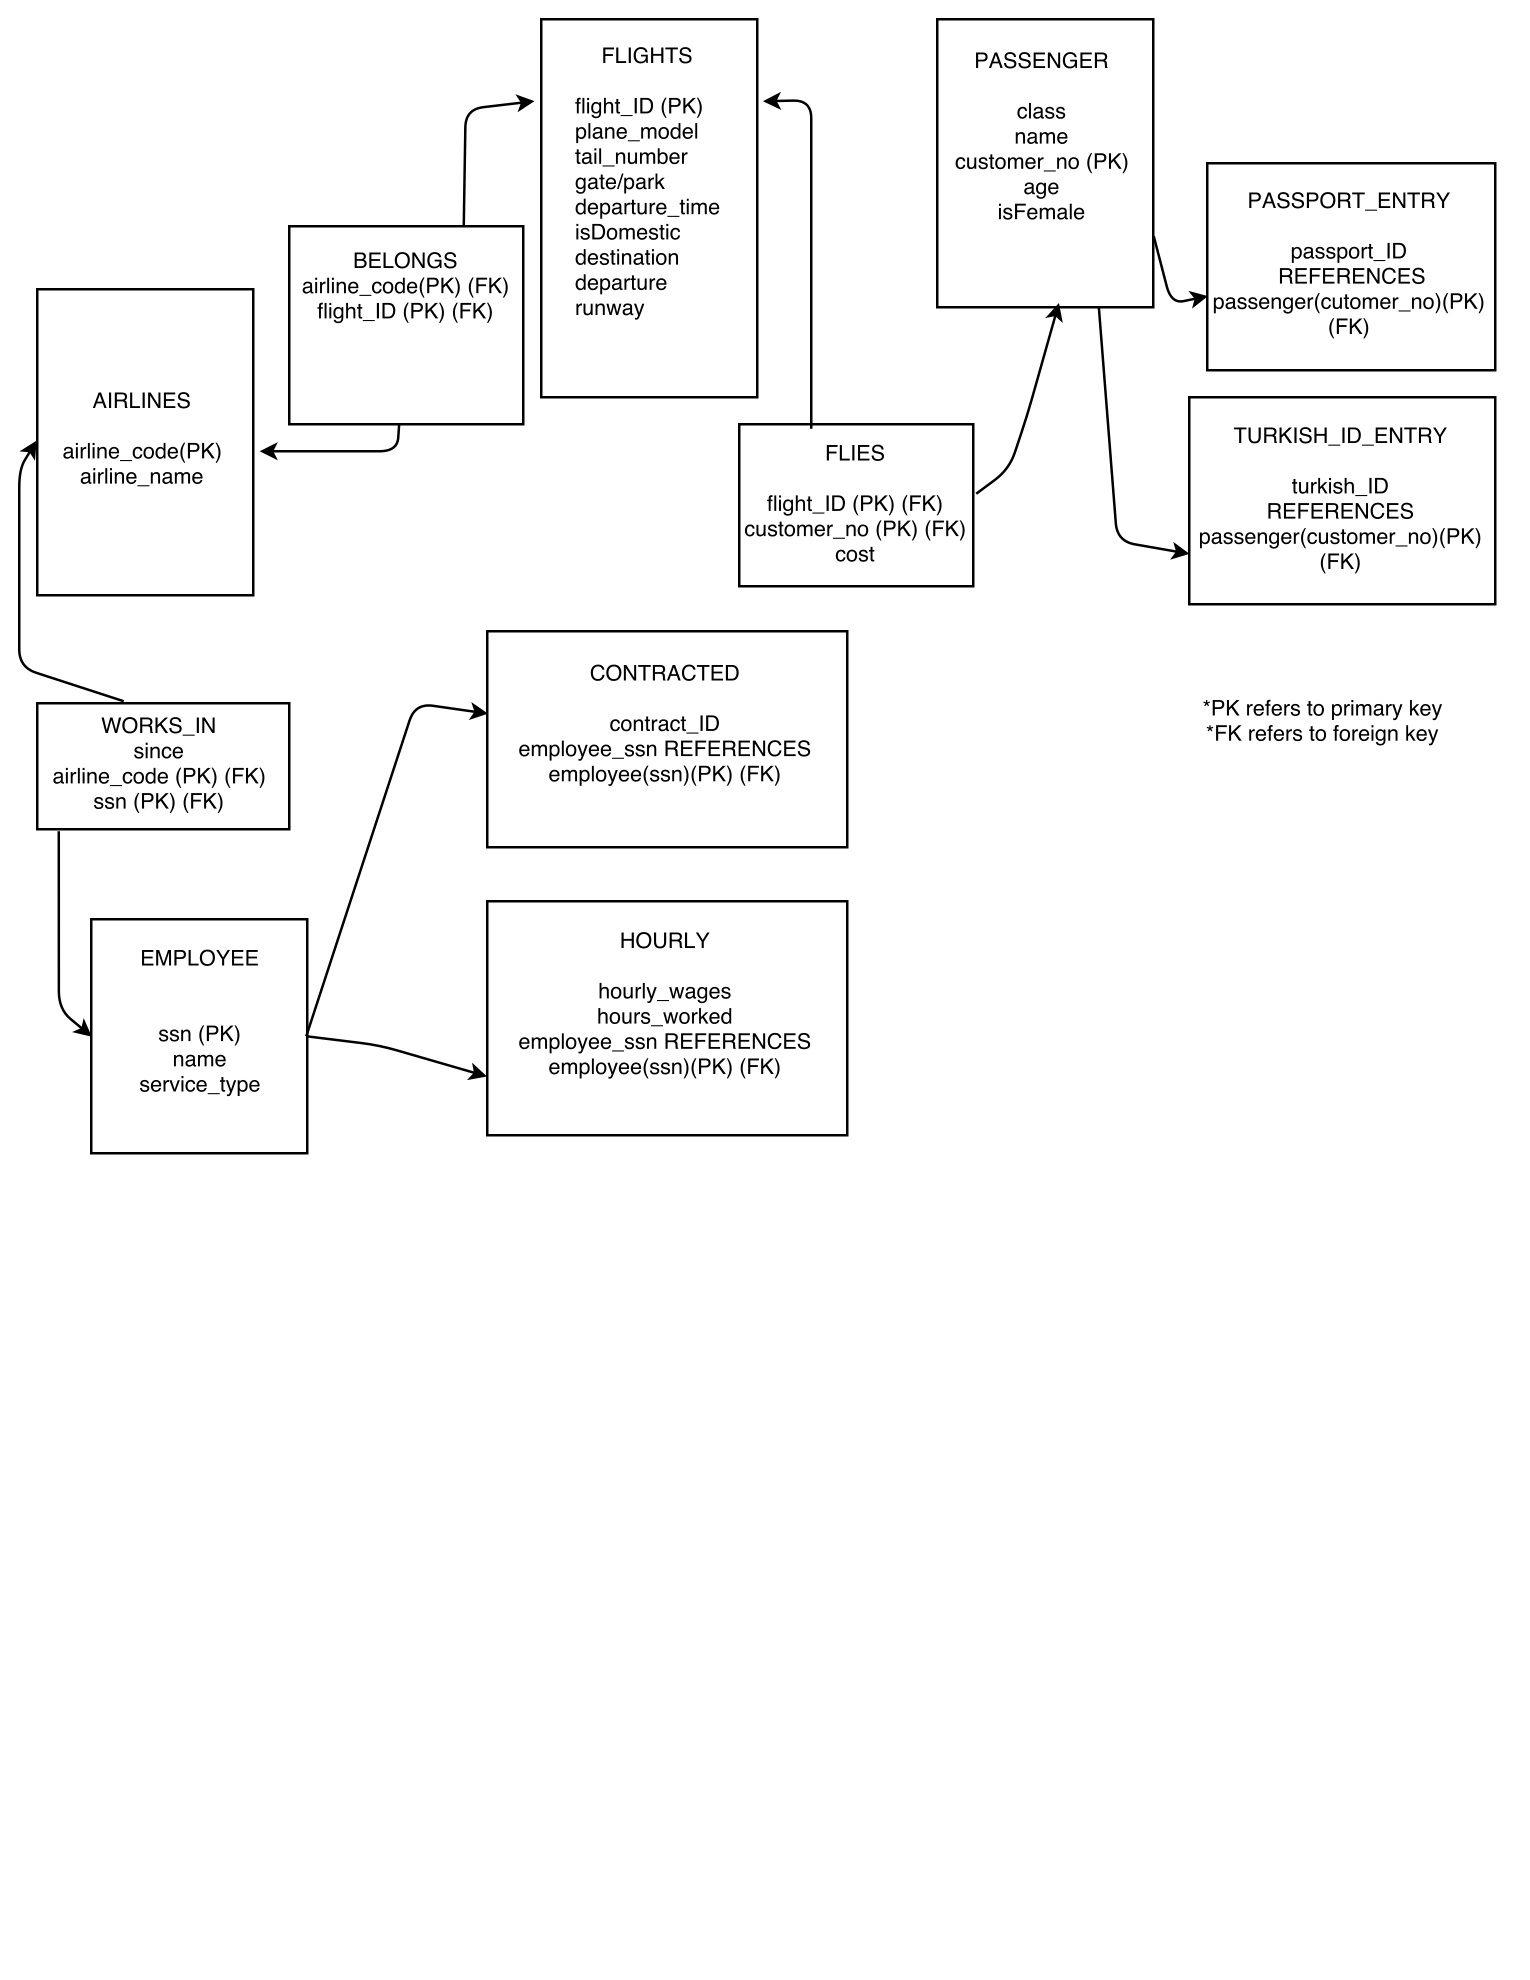 FLIGHTS
flight_ID (PK)
plane_model
tail_number
gate/park
departure_time
isDomestic
destination
departure
runway
PASSENGER
class
name
customer_no (PK)
age
isFemale
PASSPORT_ENTRY
passport_ID
REFERENCES
passenger(cutomer_no)(PK)
(FK)
BELONGS
airline_code(PK) (FK)
flight_ID (PK) (FK)
AIRLINES
airline_code(PK)
airline_name
FLIES
flight_ID (PK) (FK)
customer_no (PK) (FK)
cost
TURKISH_ID_ENTRY
turkish_ID
REFERENCES
passenger(customer_no)(PK)
(FK)
CONTRACTED
contract_ID
employee_ssn REFERENCES
employee(ssn)(PK) (FK)
*PK refers to primary key
*FK refers to foreign key
WORKS_IN
since
airline_code (PK) (FK)
ssn (PK) (FK)
EMPLOYEE
ssn (PK)
name
service_type
HOURLY
hourly_wages
hours_worked
employee_ssn REFERENCES
employee(ssn)(PK) (FK)